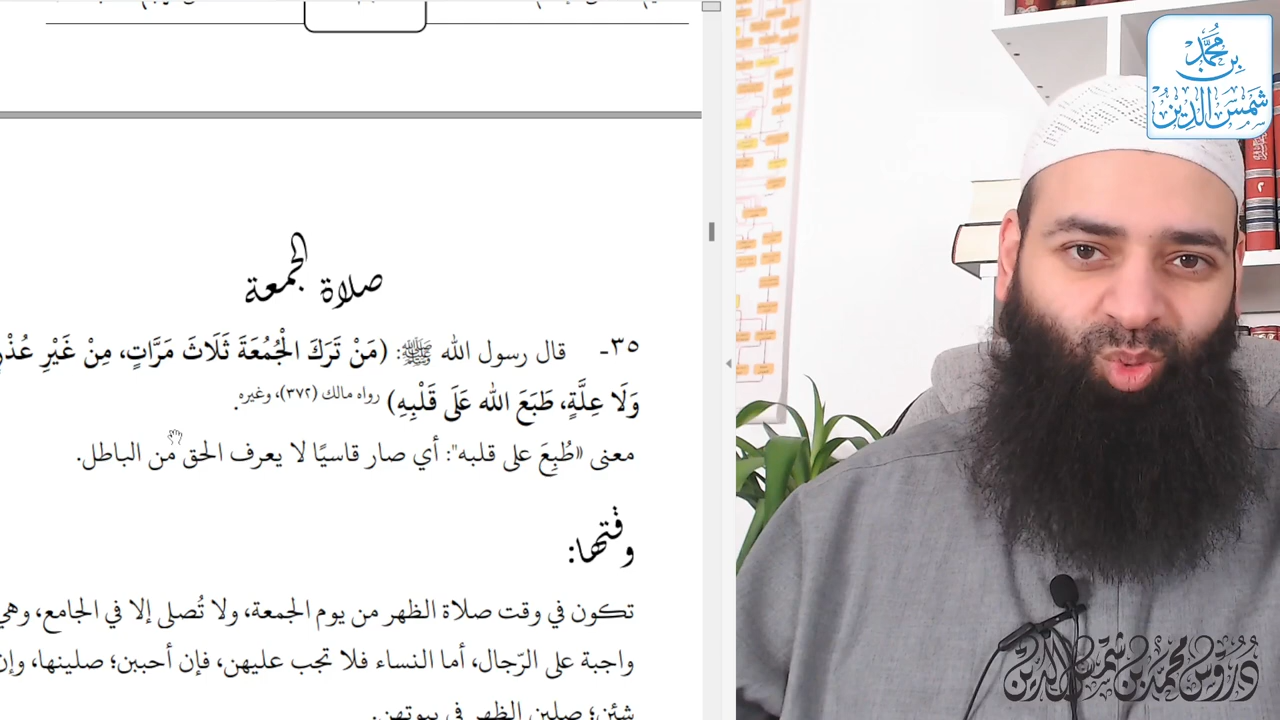 صلاة الجمعة
٣٥- قال رسول الله ﷺ: (مَنْ تَرَكَ الْجُمُعَةَ ثَلَاثَ مَرَّاتٍ، مِنْ غَيْرِ عُذْرٍ
وَلَا عِلَّةٍ، طَبَعَ الله عَلَى قَلْبِهِ) رواه مالك (٣٧٢)، وغيره.
معنى «طُبِعَ على قلبه": أي صار قاسيًا لا يعرف الحق من الباطل.
وقتها:
تكون في وقت صلاة الظهر من يوم الجمعة، ولا تُصلى إلا في الجامع، وهي
واجبة على الرّجال، أما النساء فلا تجب عليهن، فإن أحببن؛ صلينها، وإن
شئن؛ صلين الظهر في بيوتهن.
بن محمد
شمس الدين
٢
دروس محمد بن شمس الدين